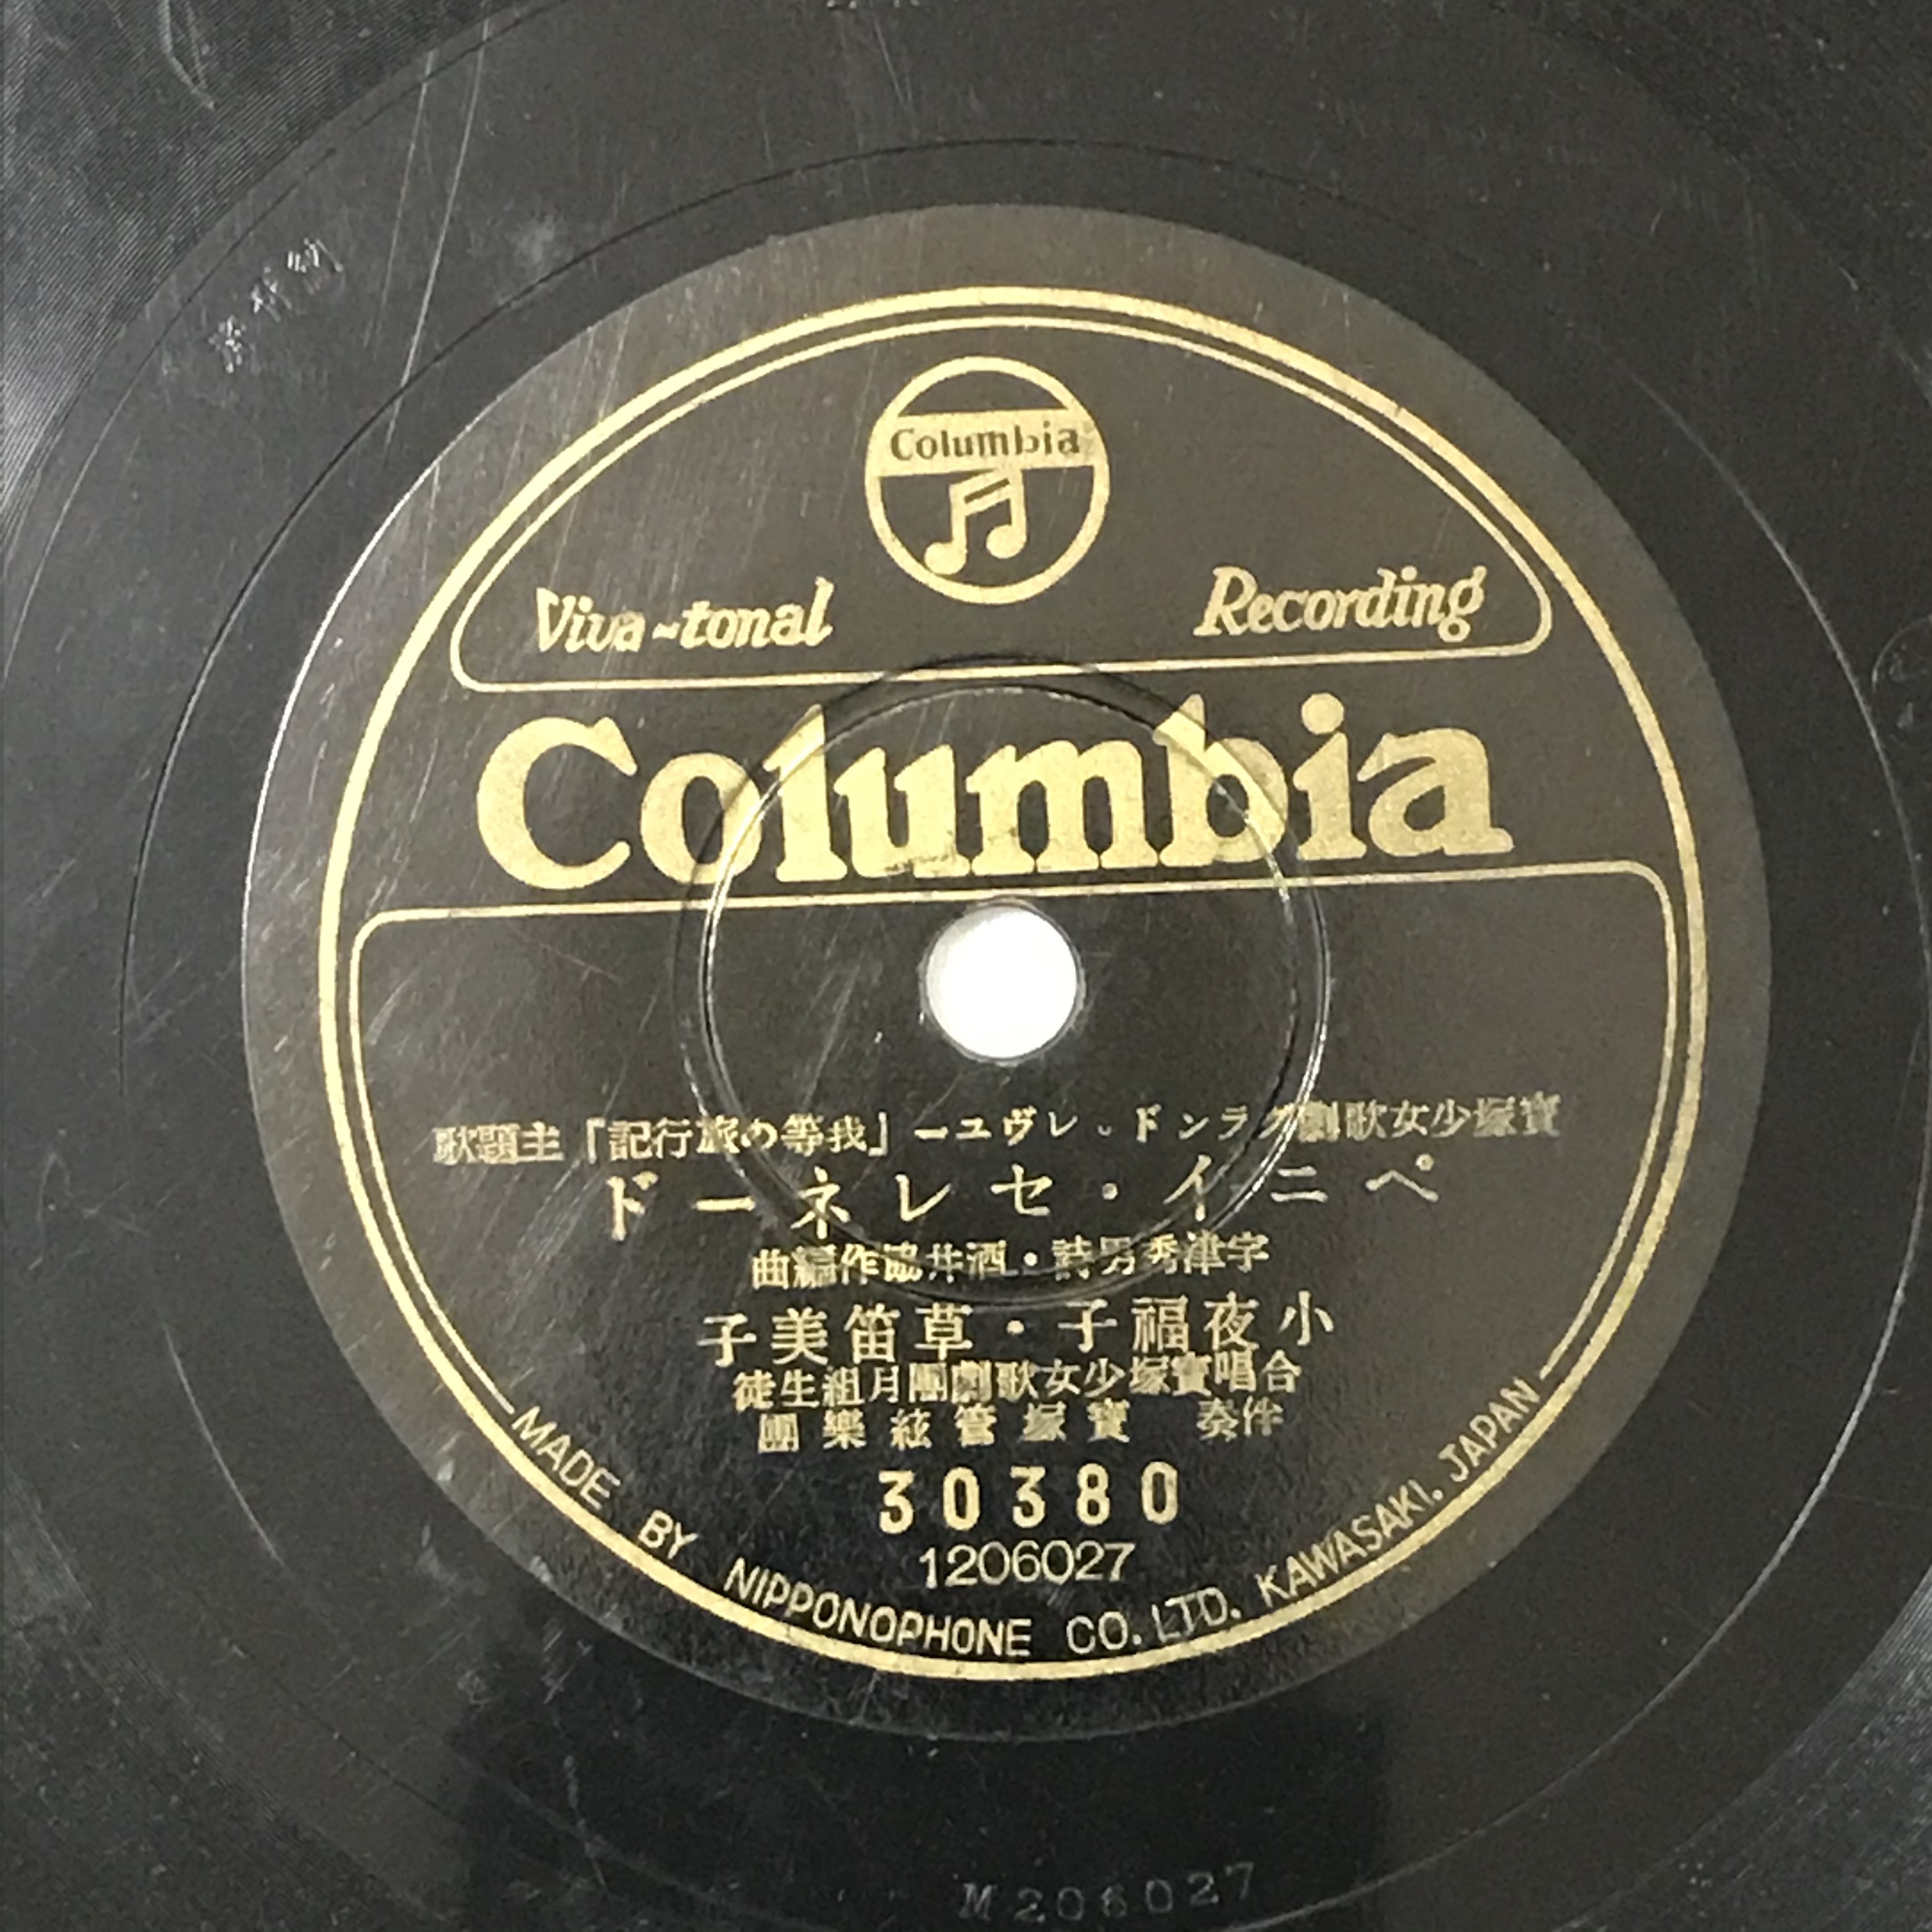 Columbia
Viva-tonal Recording
Columbia
寶塚少女歌劇グランド・レヴユー「我等の旅行記」主題歌
ペニイ・セレネード
宇津秀男詩・酒井協作編曲
小夜福子・草笛美子
合唱寶塚少女歌劇團月組生徒
伴奏 寶塚管絃樂團
30380
1206027
MADE BY NIPPONOPHONE CO. LTD. KAWASAKI. JAPAN
M206027